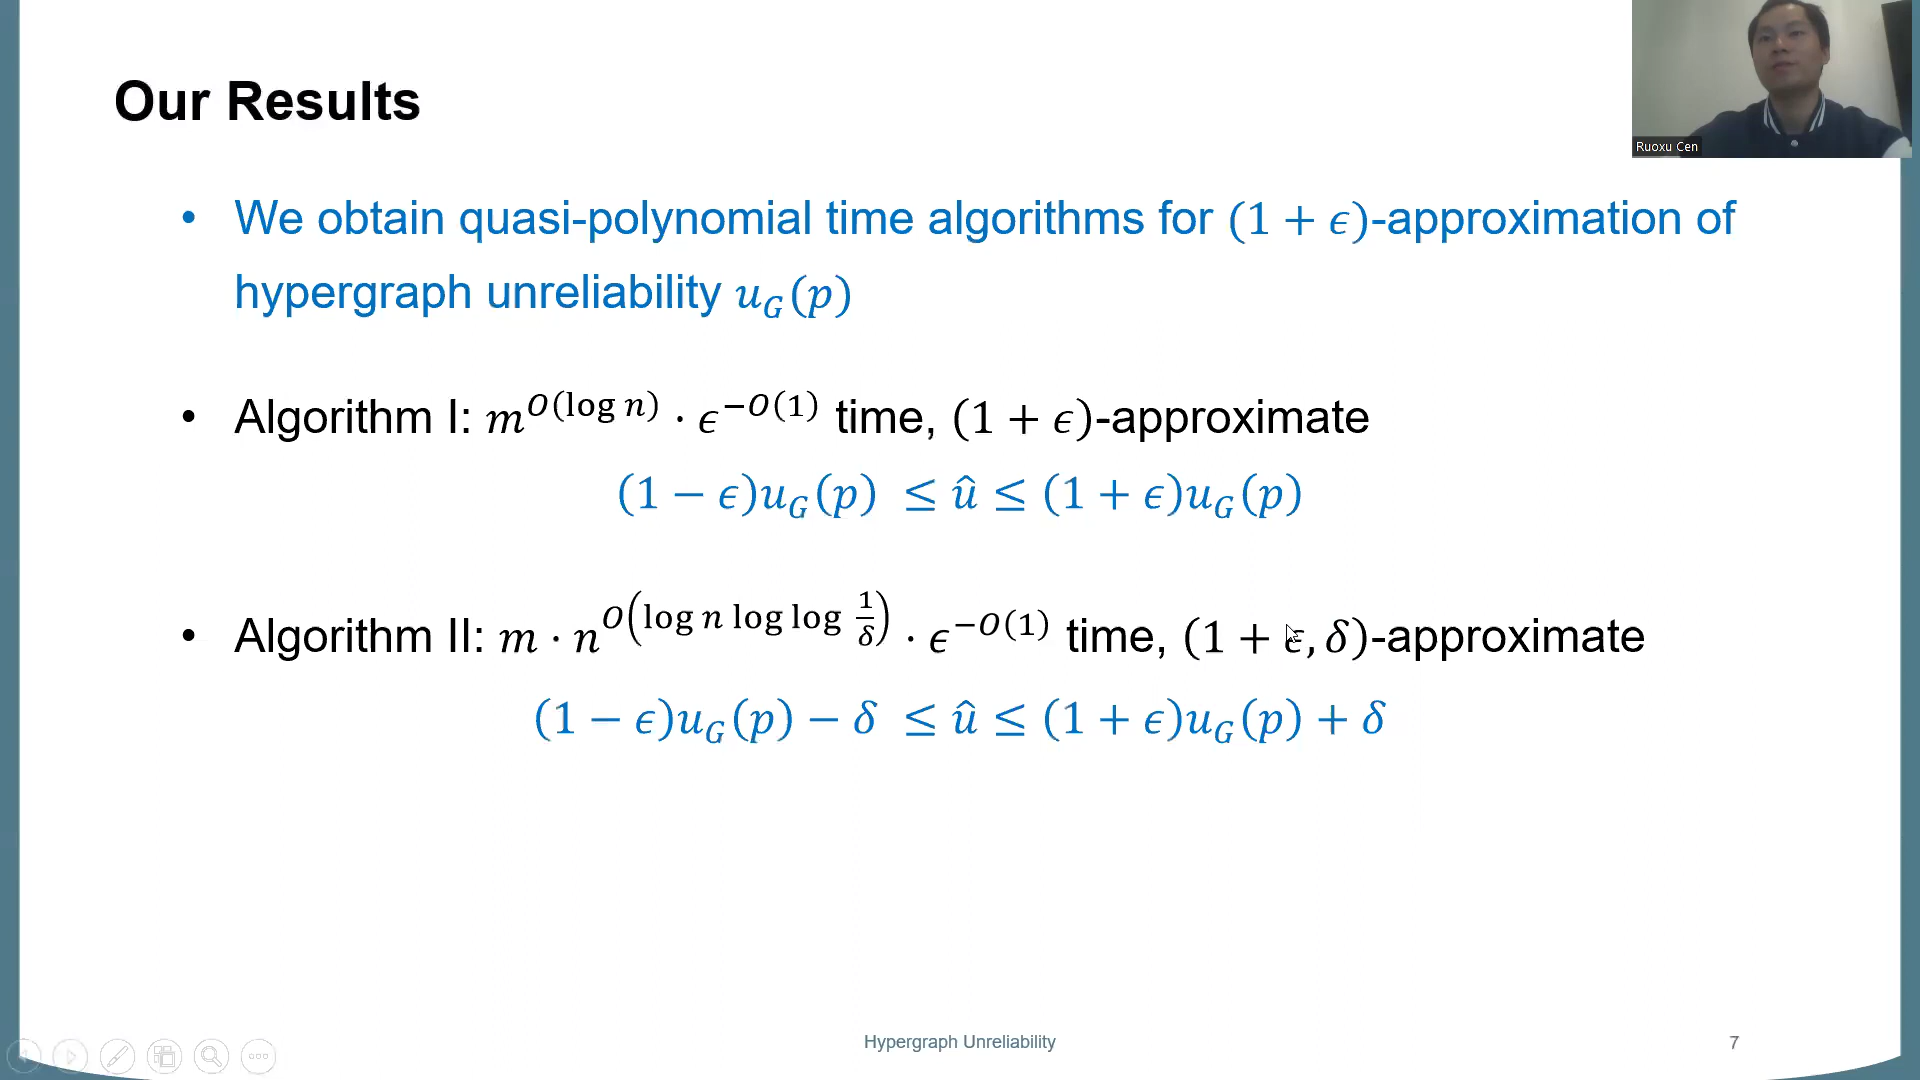 Our Results
Ruoxu Cen
• We obtain quasi-polynomial time algorithms for (1 + ϵ)-approximation of
hypergraph unreliability u_G(p)
• Algorithm I: m^{O(log n)} · ϵ^{−O(1)} time, (1 + ϵ)-approximate
(1 − ϵ)u_G(p) ≤ û ≤ (1 + ϵ)u_G(p)
• Algorithm II: m · n^{O(log n log log \frac{1}{δ})} · ϵ^{−O(1)} time, (1 + ϵ, δ)-approximate
(1 − ϵ)u_G(p) − δ ≤ û ≤ (1 + ϵ)u_G(p) + δ
Hypergraph Unreliability
7